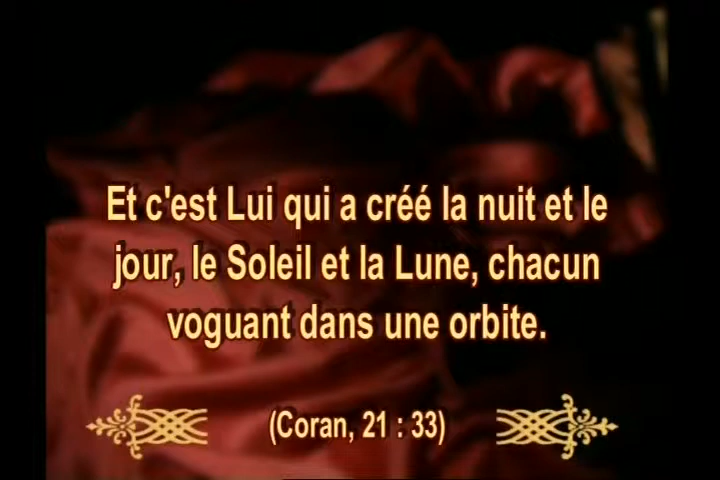 Et c'est Lui qui a créé la nuit et le
jour, le Soleil et la Lune, chacun
voguant dans une orbite.
(Coran, 21 : 33)